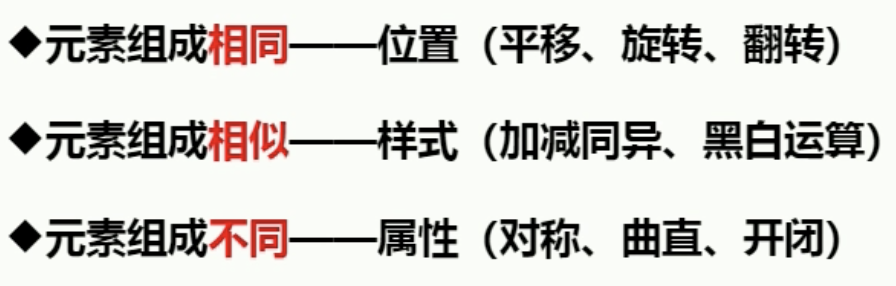 ◆元素组成相同——位置（平移、旋转、翻转）
◆元素组成相似——样式（加减同异、黑白运算）
◆元素组成不同——属性（对称、曲直、开闭）